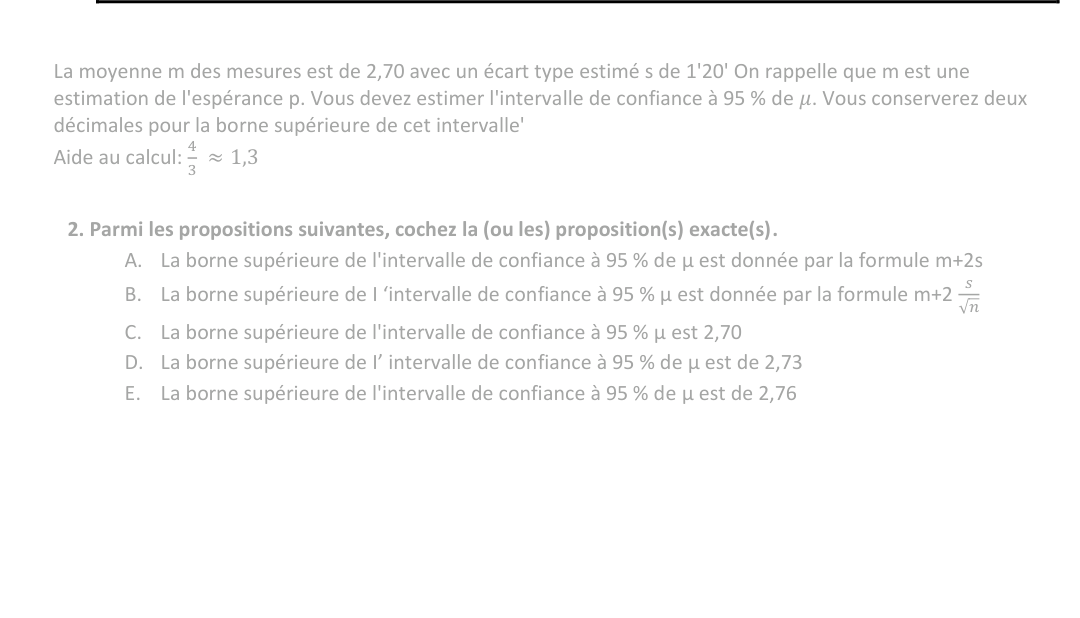 La moyenne m des mesures est de 2,70 avec un écart type estimé s de 1'20' On rappelle que m est une
estimation de l'espérance p. Vous devez estimer l'intervalle de confiance à 95 % de μ. Vous conserverez deux
décimales pour la borne supérieure de cet intervalle'
Aide au calcul: 4/3 ≈ 1,3
2. Parmi les propositions suivantes, cochez la (ou les) proposition(s) exacte(s).
A. La borne supérieure de l'intervalle de confiance à 95 % de μ est donnée par la formule m+2s
B. La borne supérieure de I ‘intervalle de confiance à 95 % μ est donnée par la formule m+2 s/√n
C. La borne supérieure de l'intervalle de confiance à 95 % μ est 2,70
D. La borne supérieure de I’ intervalle de confiance à 95 % de μ est de 2,73
E. La borne supérieure de l'intervalle de confiance à 95 % de μ est de 2,76